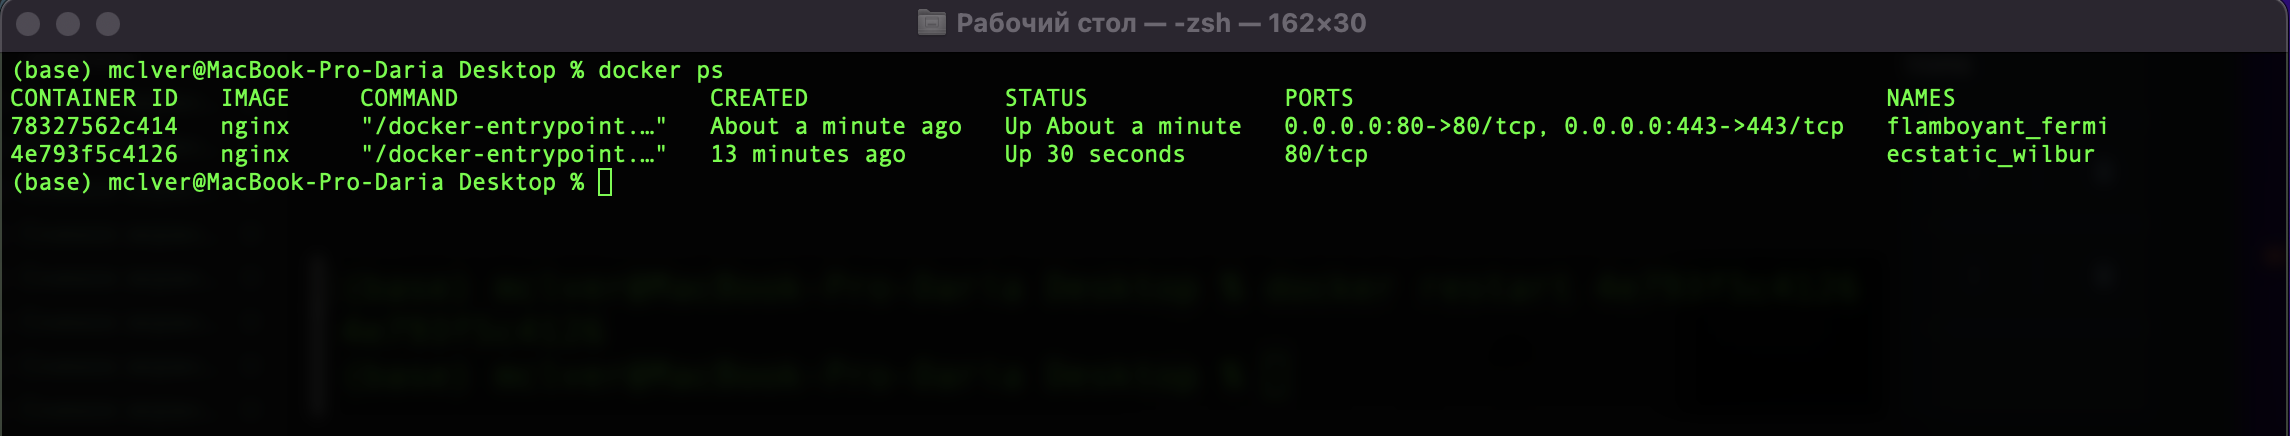 Рабочий стол — -zsh — 162×30
(base) mclver@MacBook-Pro-Daria Desktop % docker ps
CONTAINER ID   IMAGE     COMMAND                  CREATED              STATUS              PORTS                                      NAMES
78327562c414   nginx     "/docker-entrypoint.…"   About a minute ago   Up About a minute   0.0.0.0:80->80/tcp, 0.0.0.0:443->443/tcp   flamboyant_fermi
4e793f5c4126   nginx     "/docker-entrypoint.…"   13 minutes ago       Up 30 seconds       80/tcp                                     ecstatic_wilbur
(base) mclver@MacBook-Pro-Daria Desktop %